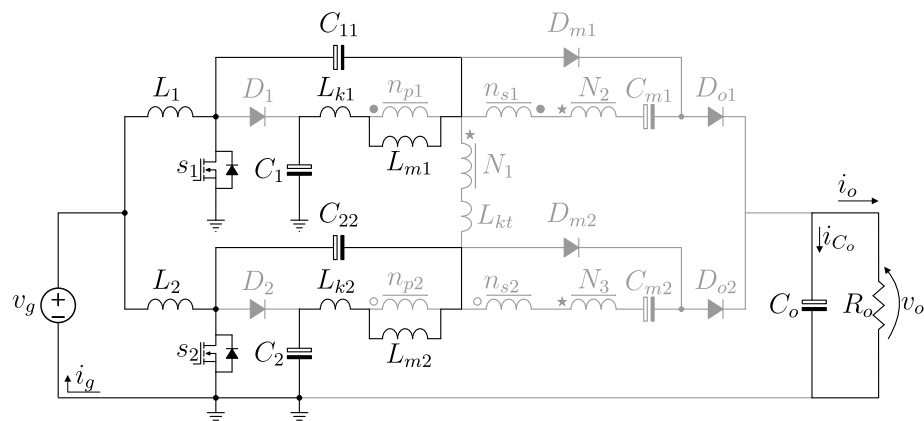 C11
Dm1
L1
D1
Lk1
np1
ns1
N2
Cm1
Do1
s1
C1
Lm1
N1
Lkt
io
C22
Dm2
iCo
vg
L2
D2
Lk2
np2
ns2
N3
Cm2
Do2
Co
Ro
vo
s2
C2
Lm2
ig